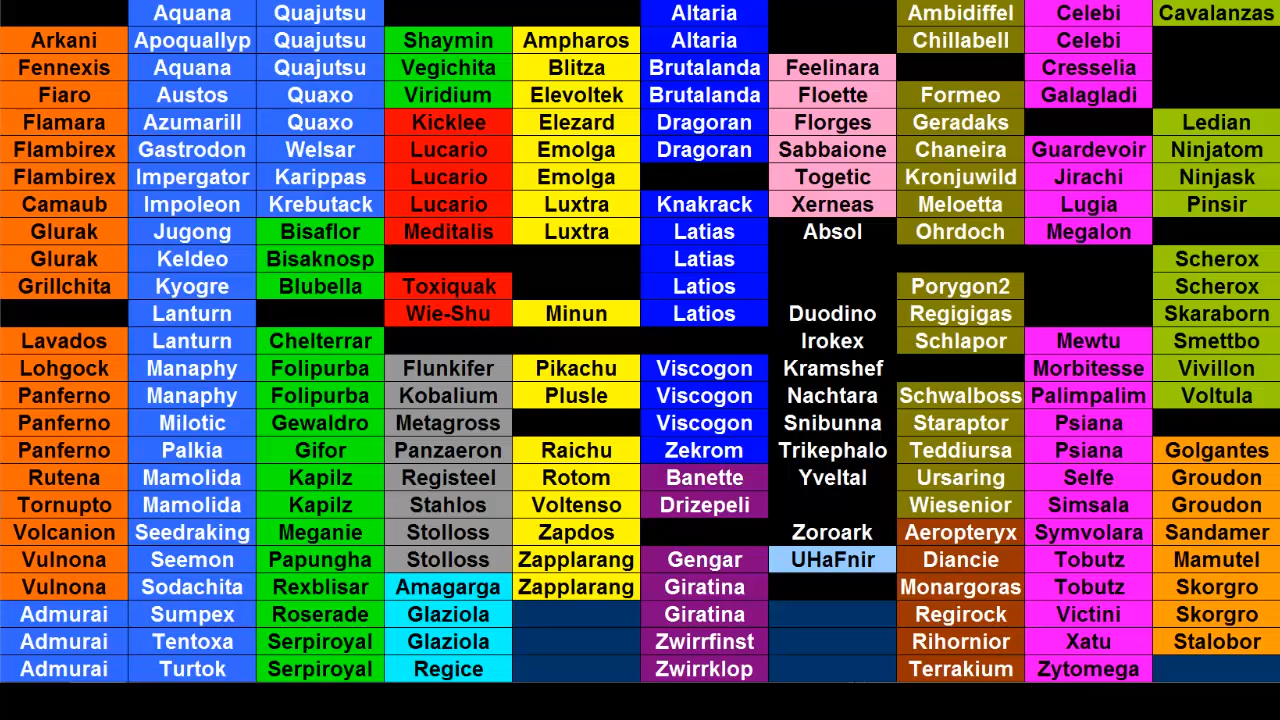 Aquana Quajutsu Altaria Ambidiffel Celebi Cavalanzas
Arkani Apoquallyp Quajutsu Shaymin Ampharos Altaria Chillabell Celebi
Fennexis Aquana Quajutsu Vegichita Blitza Brutalanda Feelinara Cresselia
Fiaro Austos Quaxo Viridium Elevoltek Brutalanda Floette Formeo Galagladi
Flamara Azumarill Quaxo Kicklee Elezard Dragoran Florges Geradaks Ledian
Flambirex Gastrodon Welsar Lucario Emolga Dragoran Sabbaione Chaneira Guardevoir Ninjatom
Flambirex Impergator Karippas Lucario Emolga Togetic Kronjuwild Jirachi Ninjask
Camaub Impoleon Krebutack Lucario Luxtra Knakrack Xerneas Meloetta Lugia Pinsir
Glurak Jugong Bisaflor Meditalis Luxtra Latias Absol Ohrdoch Megalon
Glurak Keldeo Bisaknosp Latias Scherox
Grillchita Kyogre Blubella Toxiquak Latios Porygon2 Scherox
Lanturn Wie-Shu Minun Latios Duodino Regigigas Skaraborn
Lavados Lanturn Chelterrar Irokex Schlapor Mewtu Smettbo
Lohgock Manaphy Folipurba Flunkifer Pikachu Viscogon Kramshef Morbitesse Vivillon
Panferno Manaphy Folipurba Kobalium Plusle Viscogon Nachtara Schwalboss Palimpalim Voltula
Panferno Milotic Gewaldro Metagross Viscogon Snibunna Staraptor Psiana
Panferno Palkia Gifor Panzaeron Raichu Zekrom Trikephalo Teddiursa Psiana Golgantes
Rutena Mamolida Kapilz Registeel Rotom Banette Yveltal Ursaring Selfe Groudon
Tornupto Mamolida Kapilz Stahlos Voltenso Drizepeli Wiesenior Simsala Groudon
Volcanion Seedraking Meganie Stolloss Zapdos Zoroark Aeropteryx Symvolara Sandamer
Vulnona Seemon Papungha Stolloss Zapplarang Gengar UHaFnir Diancie Tobutz Mamutel
Vulnona Sodachita Rexblisar Amagarga Zapplarang Giratina Monargoras Tobutz Skorgro
Admurai Sumpex Roserade Glaziola Giratina Regirock Victini Skorgro
Admurai Tentoxa Serpiroyal Glaziola Zwirrfinst Rihornior Xatu Stalobor
Admurai Turtok Serpiroyal Regice Zwirrklop Terrakium Zytomega